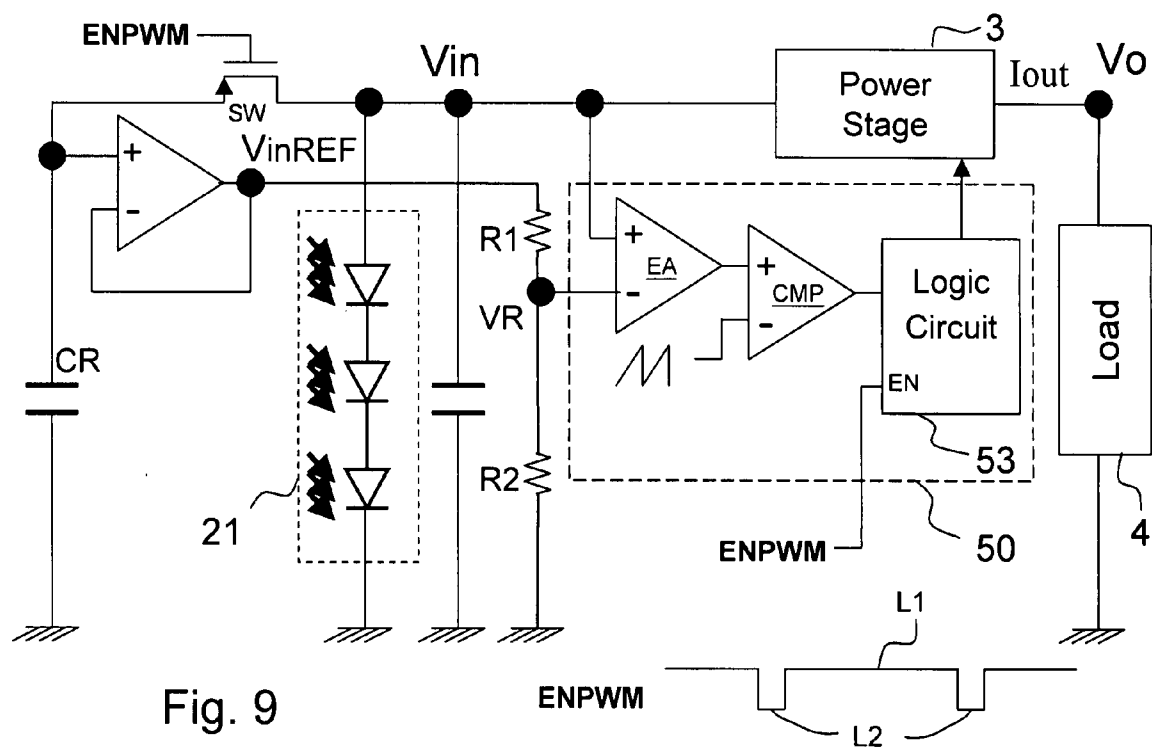 ENPWM
3
Vin
Power
Stage
Iout
Vo
SW
+
-
VinREF
R1
+
EA
-
+
CMP
-
Logic
Circuit
EN
VR
CR
Load
R2
53
21
50
4
ENPWM
L1
ENPWM
L2
Fig. 9